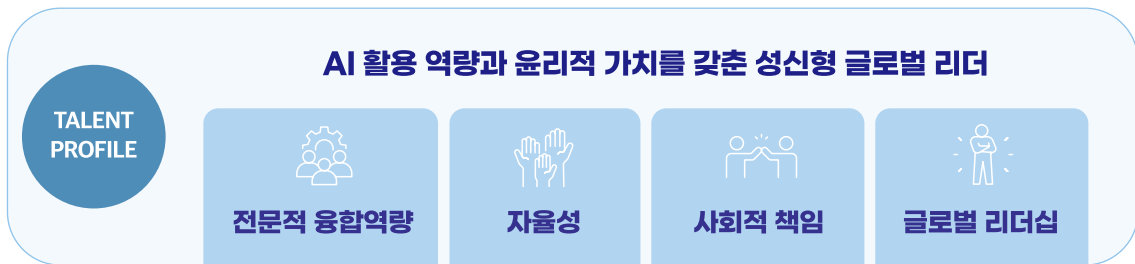 AI 활용 역량과 윤리적 가치를 갖춘 성신형 글로벌 리더
TALENT
PROFILE
전문적 융합역량
자율성
사회적 책임
글로벌 리더십